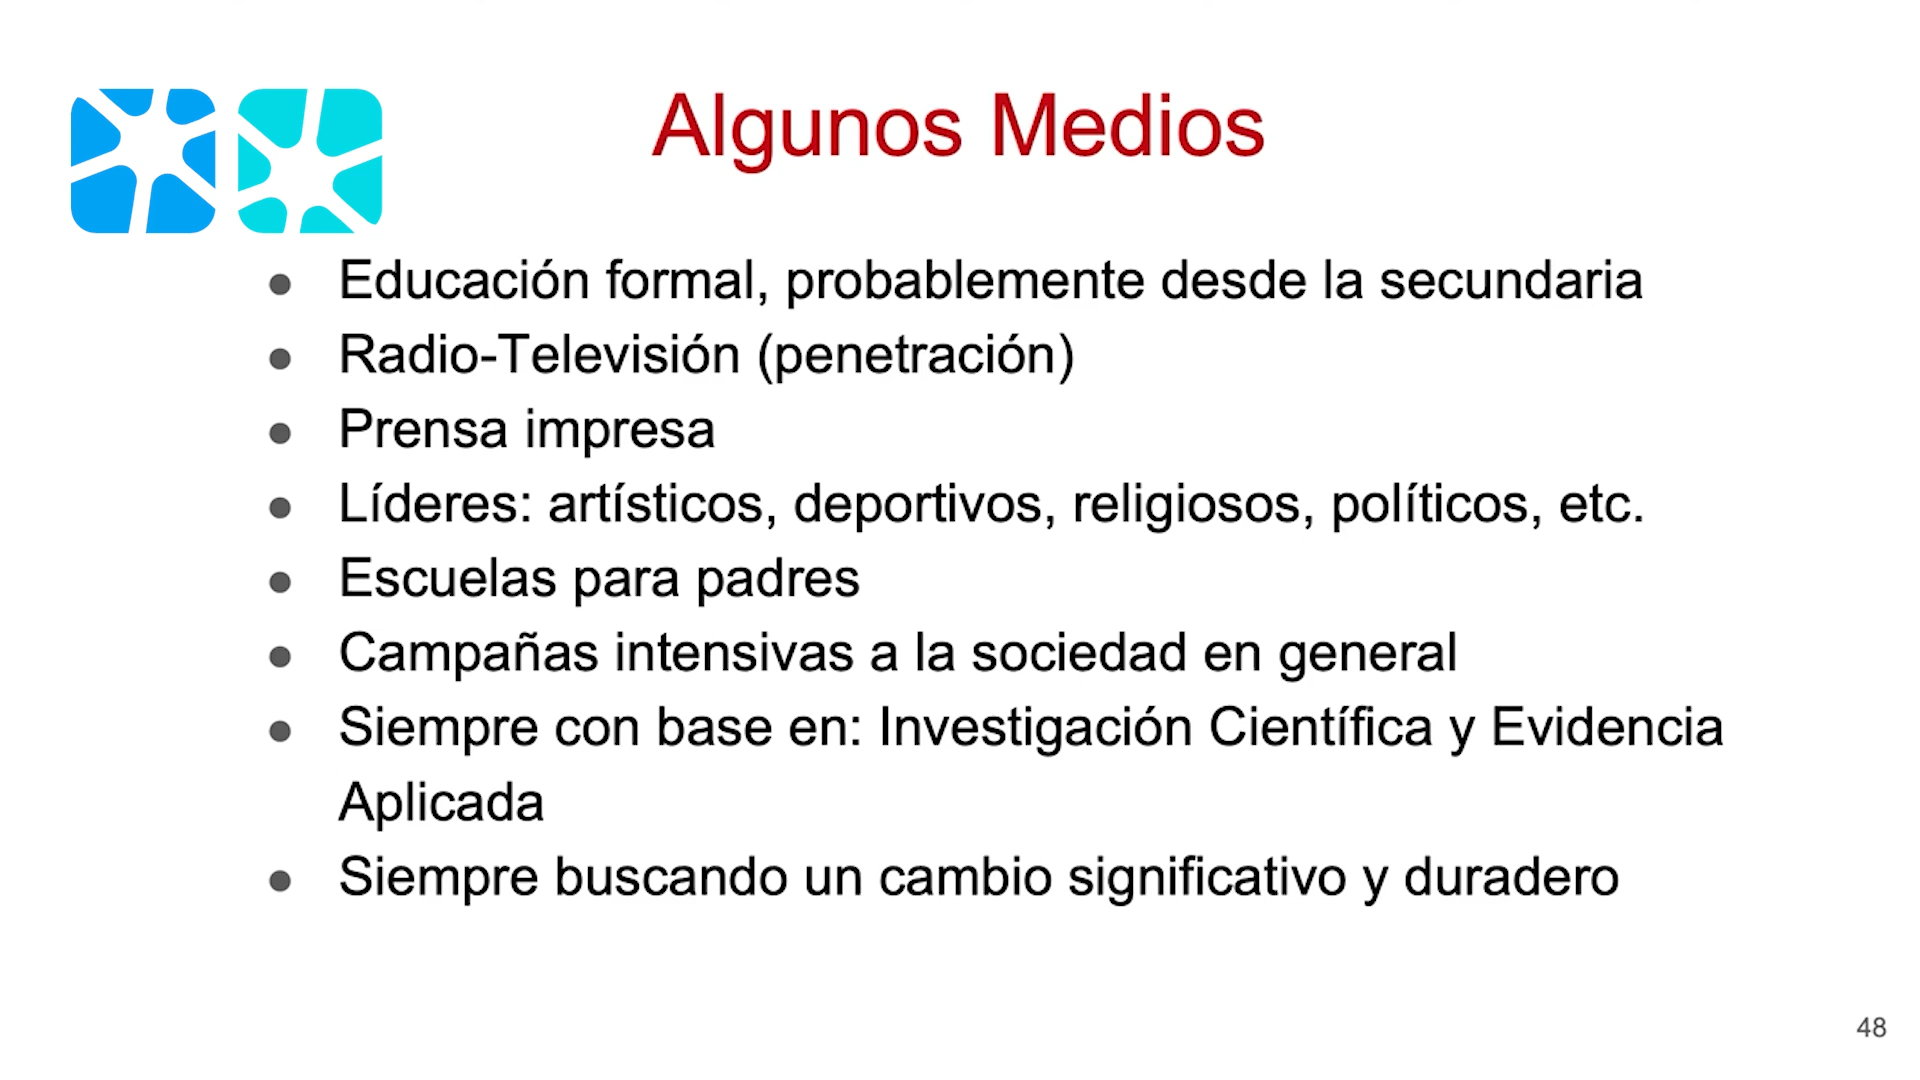 Algunos Medios
● Educación formal, probablemente desde la secundaria
● Radio-Televisión (penetración)
● Prensa impresa
● Líderes: artísticos, deportivos, religiosos, políticos, etc.
● Escuelas para padres
● Campañas intensivas a la sociedad en general
● Siempre con base en: Investigación Científica y Evidencia
Aplicada
● Siempre buscando un cambio significativo y duradero
48